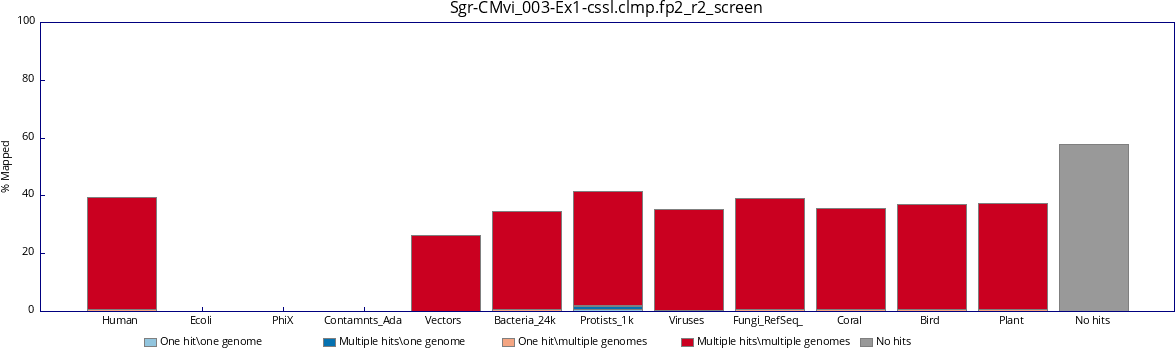 Sgr-CMvi_003-Ex1-cssl.clmp.fp2_r2_screen
100
80
60
40
20
0
% Mapped
Human Ecoli PhiX Contamnts_Ada Vectors Bacteria_24k Protists_1k Viruses Fungi_RefSeq_ Coral Bird Plant No hits
One hit\one genome Multiple hits\one genome One hit\multiple genomes Multiple hits\multiple genomes No hits